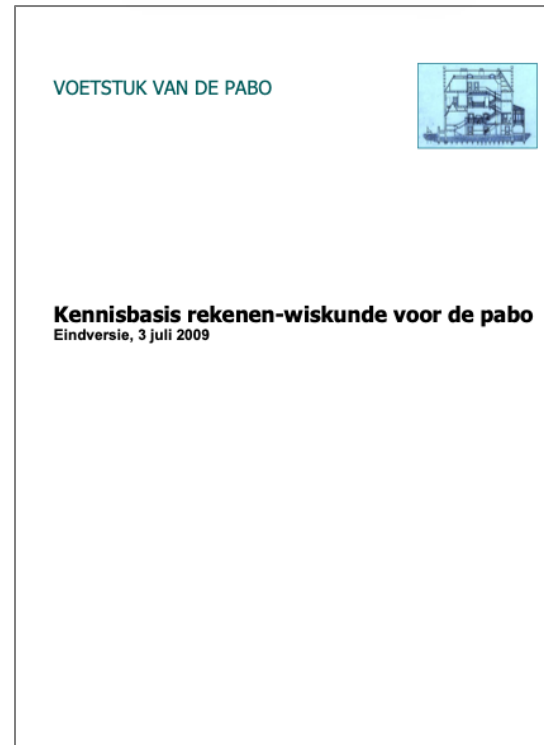 VOETSTUK VAN DE PABO
Kennisbasis rekenen-wiskunde voor de pabo
Eindversie, 3 juli 2009